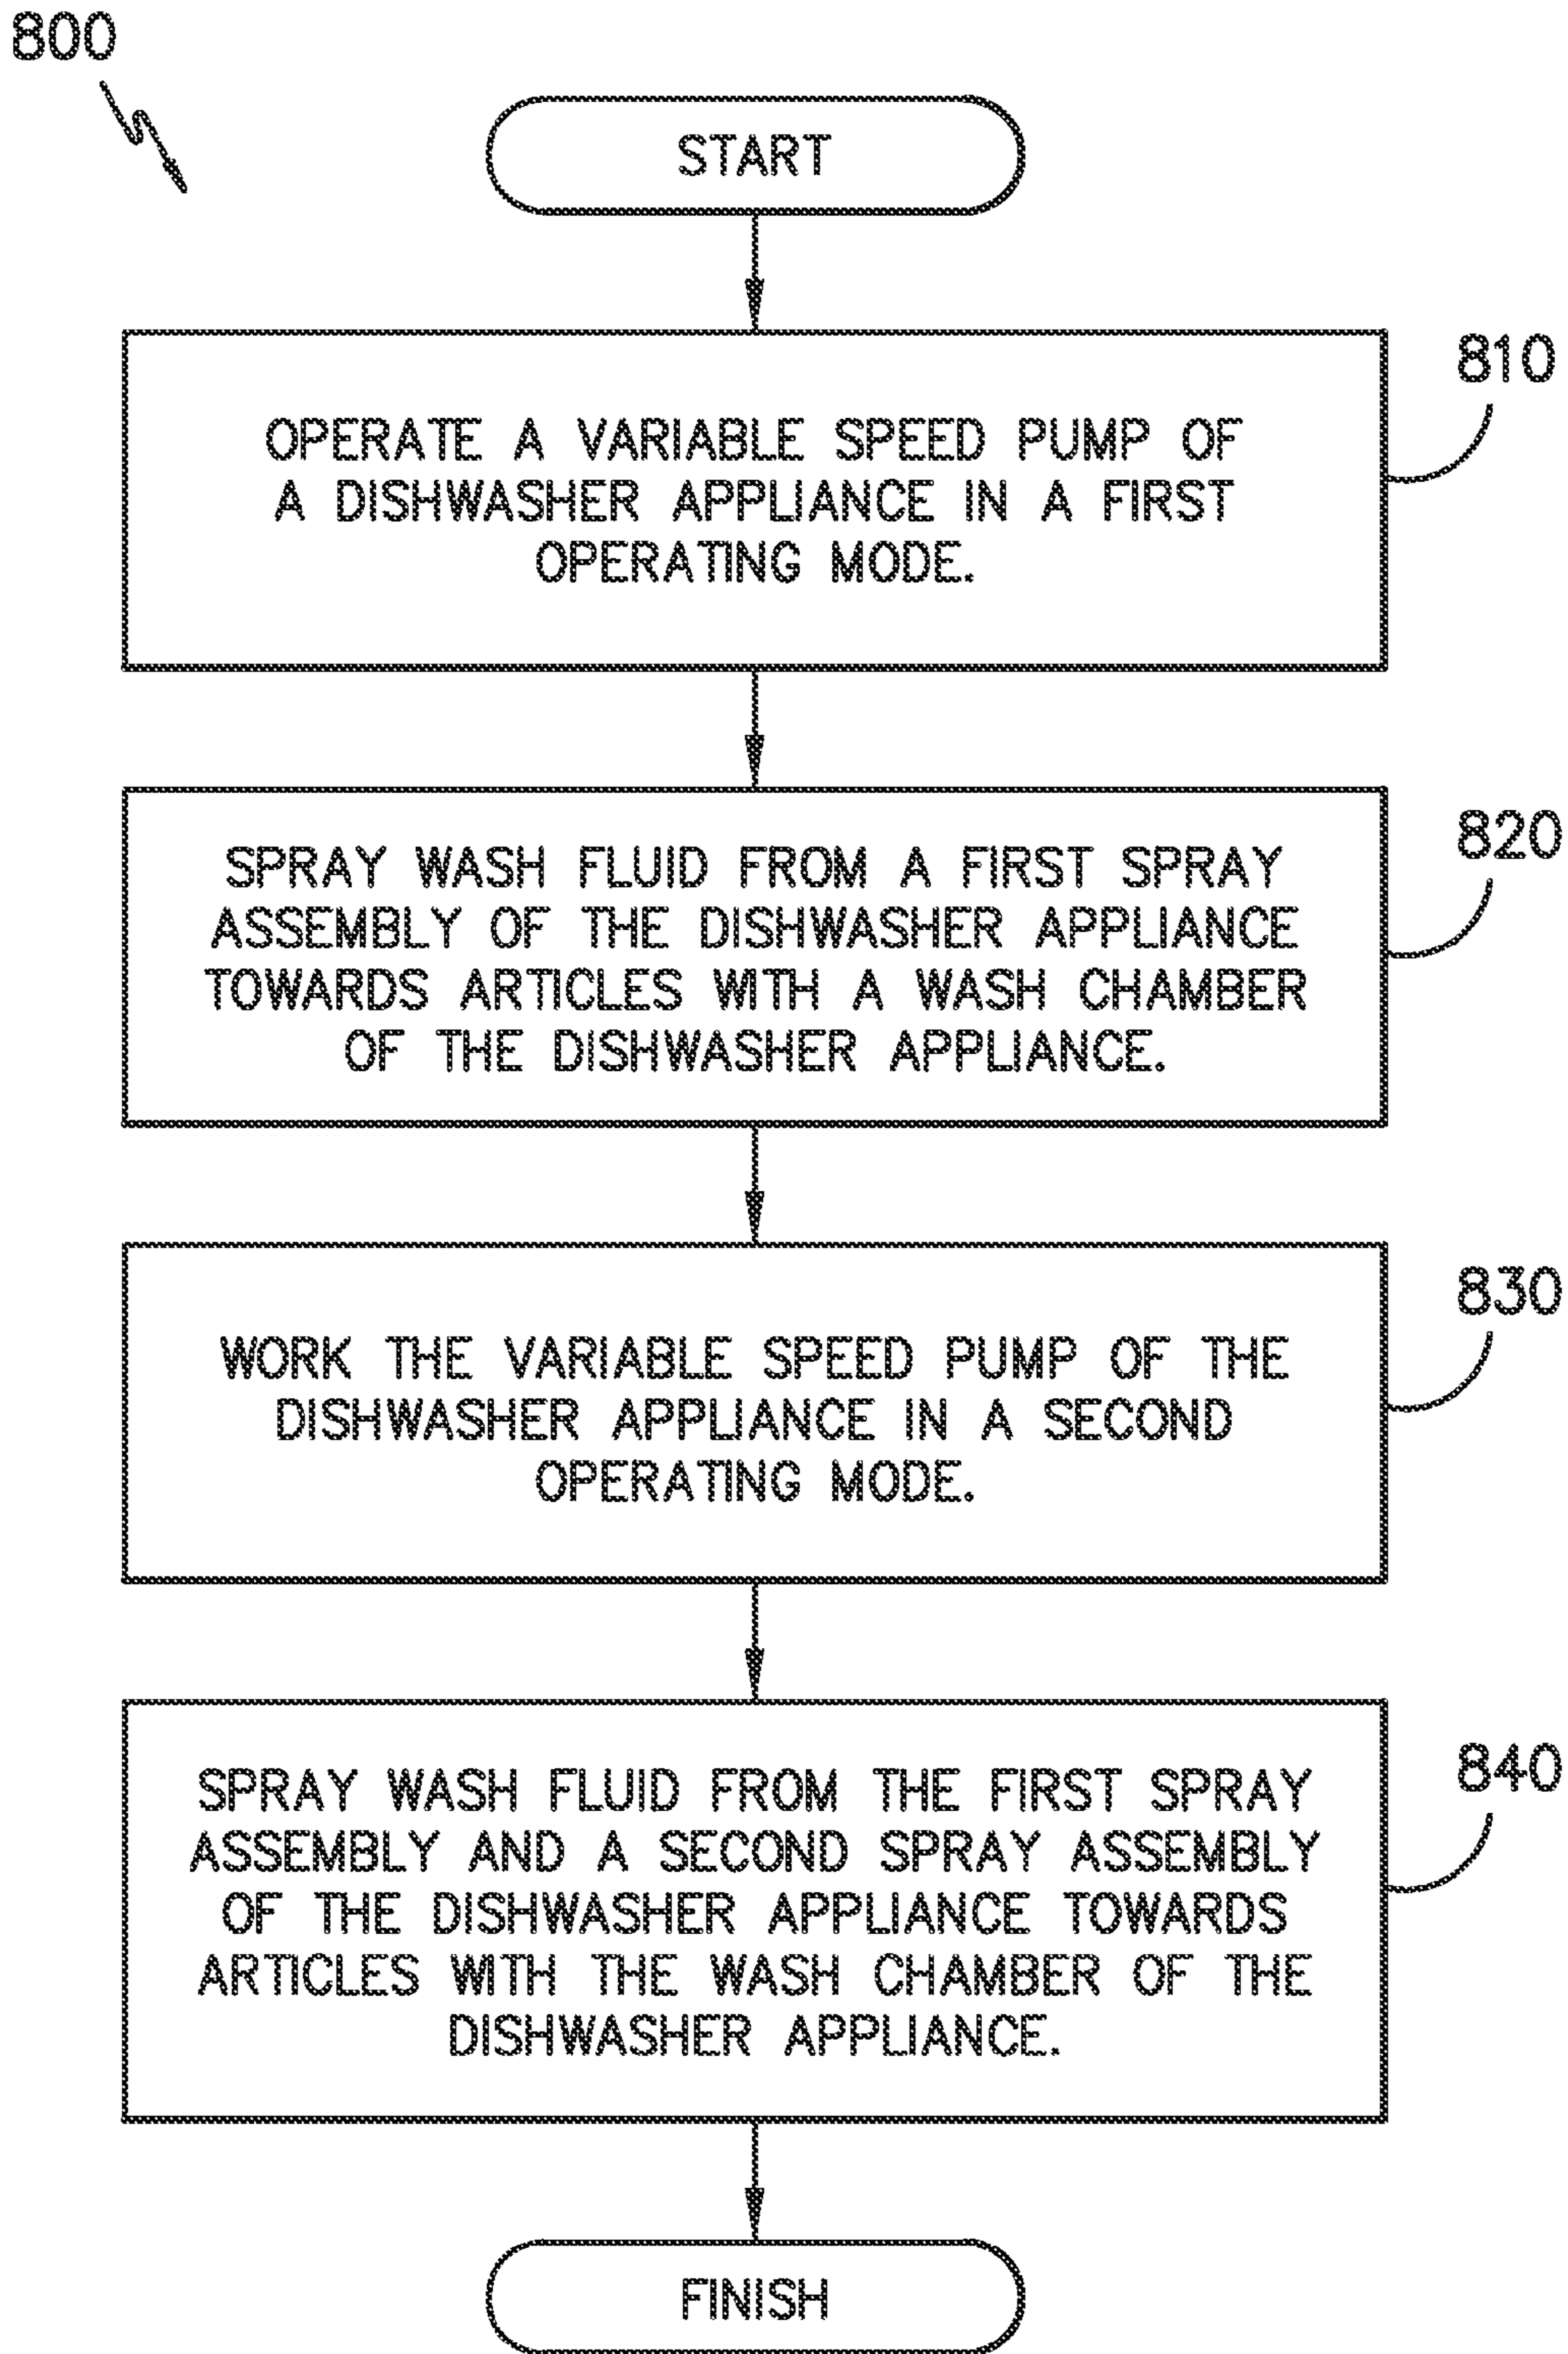 800
START
OPERATE A VARIABLE SPEED PUMP OF
A DISHWASHER APPLIANCE IN A FIRST
OPERATING MODE.
810
SPRAY WASH FLUID FROM A FIRST SPRAY
ASSEMBLY OF THE DISHWASHER APPLIANCE
TOWARDS ARTICLES WITH A WASH CHAMBER
OF THE DISHWASHER APPLIANCE.
820
WORK THE VARIABLE SPEED PUMP OF THE
DISHWASHER APPLIANCE IN A SECOND
OPERATING MODE.
830
SPRAY WASH FLUID FROM THE FIRST SPRAY
ASSEMBLY AND A SECOND SPRAY ASSEMBLY
OF THE DISHWASHER APPLIANCE TOWARDS
ARTICLES WITH THE WASH CHAMBER OF THE
DISHWASHER APPLIANCE.
840
FINISH